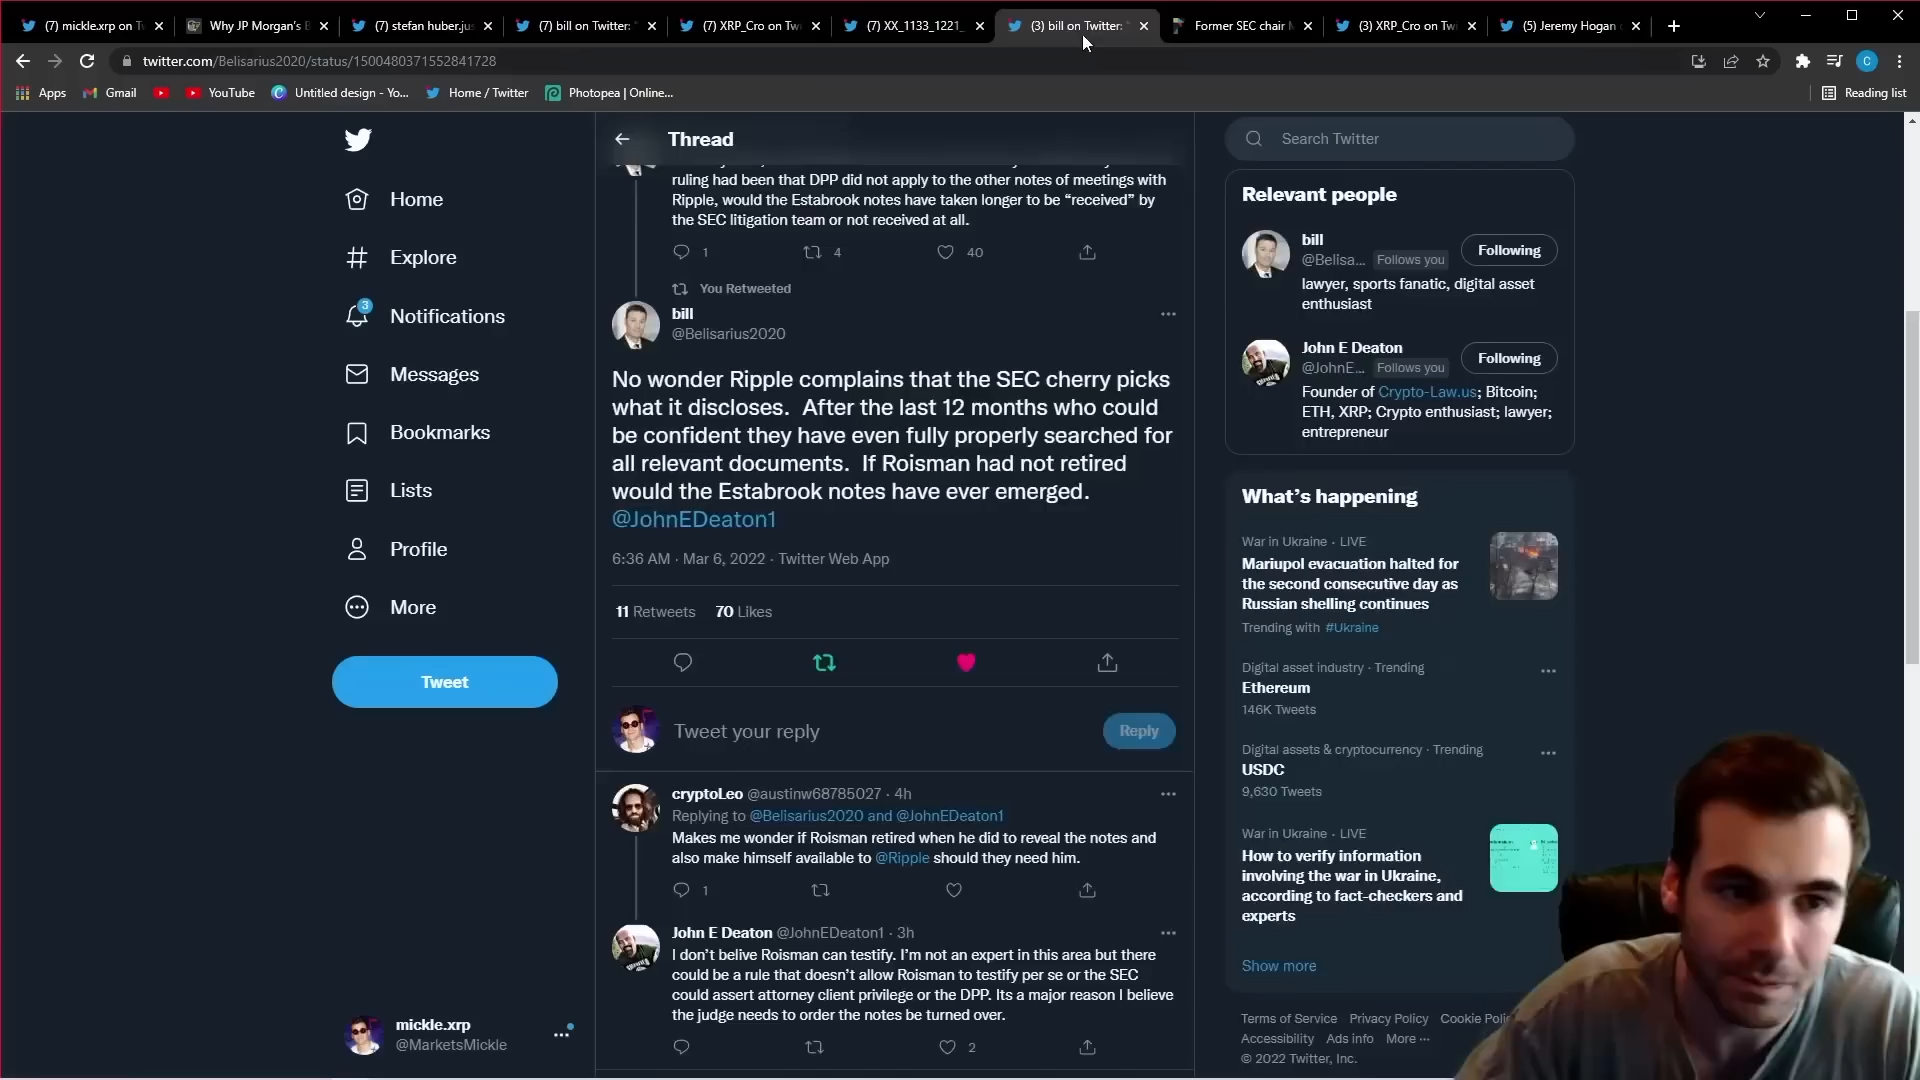 (7) mickle.xrp on T
Why JP Morgan's E
(7) stefan huber.jus
(7) bill on Twitter: "
(7) XRP_Cro on Tw
(7) XX_1133_1221_
(3) bill on Twitter: "
Former SEC chair
(3) XRP_Cro on Twi
(5) Jeremy Hogan
twitter.com/Belisarius2020/status/1500480371552841728
C
Apps
Gmail
YouTube
Untitled design - Yo...
Home / Twitter
Photopea | Online...
Reading list
Home
Explore
3
Notifications
Messages
Bookmarks
Lists
Profile
More
Tweet
mickle.xrp
@MarketsMickle
Thread
ruling had been that DPP did not apply to the other notes of meetings with
Ripple, would the Estabrook notes have taken longer to be “received” by
the SEC litigation team or not received at all.
1 4 40
You Retweeted
bill
@Belisarius2020
No wonder Ripple complains that the SEC cherry picks
what it discloses.  After the last 12 months who could
be confident they have even fully properly searched for
all relevant documents.  If Roisman had not retired
would the Estabrook notes have ever emerged.
@JohnEDeaton1
6:36 AM · Mar 6, 2022 · Twitter Web App
11 Retweets 70 Likes
Tweet your reply
Reply
cryptoLeo @austinw68785027 · 4h
Replying to @Belisarius2020 and @JohnEDeaton1
Makes me wonder if Roisman retired when he did to reveal the notes and
also make himself available to @Ripple should they need him.
1
John E Deaton @JohnEDeaton1 · 3h
I don’t belive Roisman can testify. I’m not an expert in this area but there
could be a rule that doesn’t allow Roisman to testify per se or the SEC
could assert attorney client privilege or the DPP. Its a major reason I believe
the judge needs to order the notes be turned over.
2
Search Twitter
Relevant people
bill
@Belisa... Follows you
Following
lawyer, sports fanatic, digital asset
enthusiast
John E Deaton
@JohnE... Follows you
Following
Founder of Crypto-Law.us; Bitcoin;
ETH, XRP; Crypto enthusiast; lawyer;
entrepreneur
What’s happening
War in Ukraine · LIVE
Mariupol evacuation halted for
the second consecutive day as
Russian shelling continues
Trending with #Ukraine
Digital asset industry · Trending
Ethereum
146K Tweets
Digital assets & cryptocurrency · Trending
USDC
9,630 Tweets
War in Ukraine · LIVE
How to verify information
involving the war in Ukraine,
according to fact-checkers and
experts
Show more
Terms of Service Privacy Policy Cookie Polic
Accessibility Ads info More ···
© 2022 Twitter, Inc.